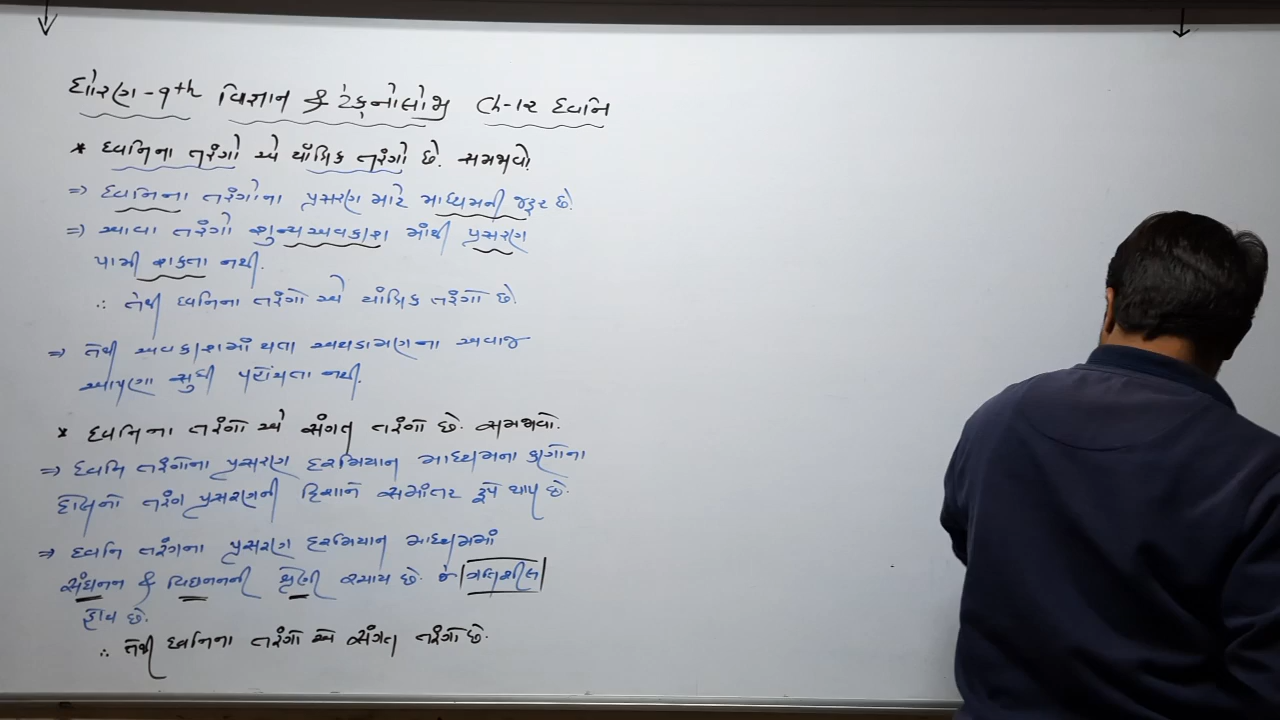 ધોરણ-9th વિજ્ઞાન & ટેકનોલોજી Ch-12 ધ્વનિ
* ધ્વનિના તરંગો એ યાંત્રિક તરંગો છે. સમજાવો.
⇒ ધ્વનિના તરંગોના પ્રસરણ માટે માધ્યમની જરૂર છે.
⇒ આવા તરંગો શુન્યઅવકાશ માંથી પ્રસરણ
પામી શકતા નથી.
∴ તેથી ધ્વનિના તરંગો એ યાંત્રિક તરંગો છે.
⇒ તેથી અવકાશમાં થતા અથડામણના અવાજ
આપણા સુધી પહોંચતા નથી.
* ધ્વનિના તરંગો એ સંગત તરંગો છે. સમજાવો.
⇒ ધ્વનિ તરંગોના પ્રસરણ દરમિયાન માધ્યમના કણોના
દોલનો તરંગ પ્રસરણની દિશાને સમાંતર રૂપે થાય છે.
⇒ ધ્વનિ તરંગના પ્રસરણ દરમિયાન માધ્યમમાં
સંઘનન & વિઘનનની શ્રેણી રચાય છે. જે ગતિશીલ
હોય છે.
∴ તેથી ધ્વનિના તરંગો એ સંગત તરંગો છે.